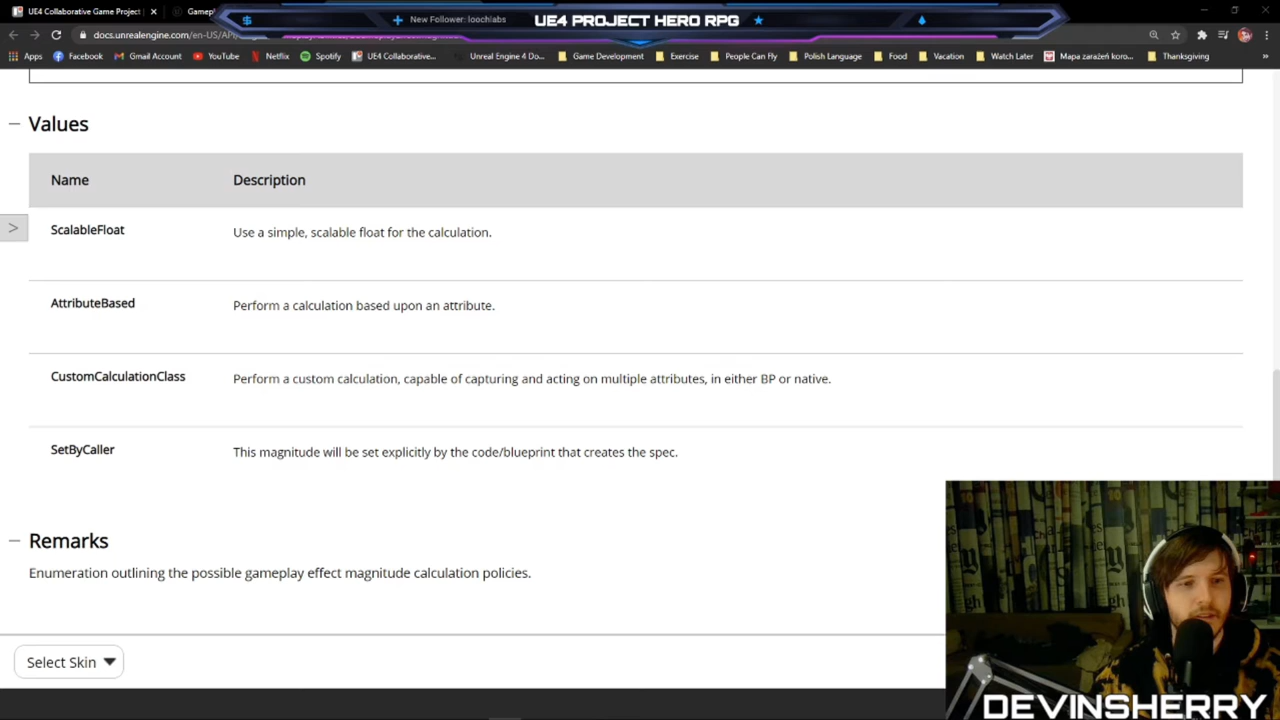 UE4 Collaborative Game Project
New Follower: loochlabs
UE4 PROJECT HERO RPG
docs.unrealengine.com/en-US/API/
Apps
Facebook
Gmail Account
YouTube
Netflix
Spotify
UE4 Collaborative...
Unreal Engine 4 Do...
Game Development
Exercise
People Can Fly
Polish Language
Food
Vacation
Watch Later
Mapa zarażeń koro...
Thanksgiving
»
Values
Name Description
ScalableFloat Use a simple, scalable float for the calculation.
AttributeBased Perform a calculation based upon an attribute.
CustomCalculationClass Perform a custom calculation, capable of capturing and acting on multiple attributes, in either BP or native.
SetByCaller This magnitude will be set explicitly by the code/blueprint that creates the spec.
Remarks
Enumeration outlining the possible gameplay effect magnitude calculation policies.
Select Skin
DEVINSHERRY